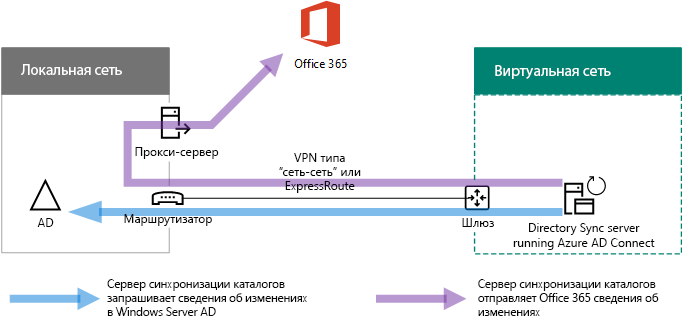 Office 365
Локальная сеть
Виртуальная сеть
Прокси-сервер
VPN типа
“сеть-сеть” или
ExpressRoute
AD
Маршрутизатор
Шлюз
Directory Sync server
running Azure AD Connect
Сервер синхронизации каталогов
запрашивает сведения об изменениях
в Windows Server AD
Сервер синхронизации каталогов
отправляет Office 365 сведения об
изменениях